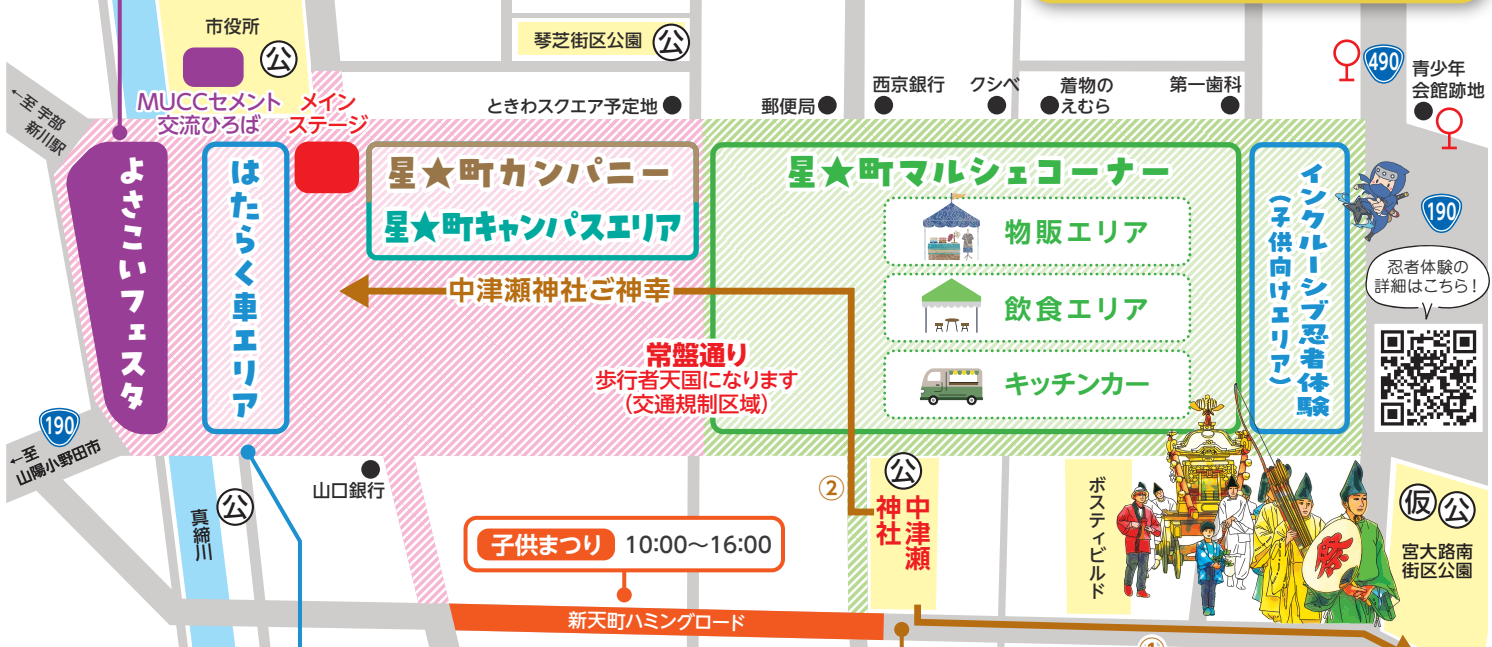 市役所
公
琴芝街区公園
公
MUCCセメント
交流ひろば
メイン
ステージ
ときわスクエア予定地
郵便局
西京銀行
クシベ
着物の
えむら
第一歯科
490
青少年
会館跡地
←至 宇部
新川駅
よさこいフェスタ
はたらく車エリア
星★町カンパニー
星★町キャンパスエリア
星★町マルシェコーナー
物販エリア
飲食エリア
キッチンカー
インクルーシブ忍者体験
(子供向けエリア)
190
忍者体験の
詳細はこちら!
中津瀬神社ご神幸
常盤通り
歩行者天国になります
(交通規制区域)
190
←至
山陽小野田市
真締川
公
山口銀行
②
公
中津瀬
神社
ボスティビルド
仮
公
宮大路南
街区公園
子供まつり 10:00~16:00
新天町ハミングロード
①